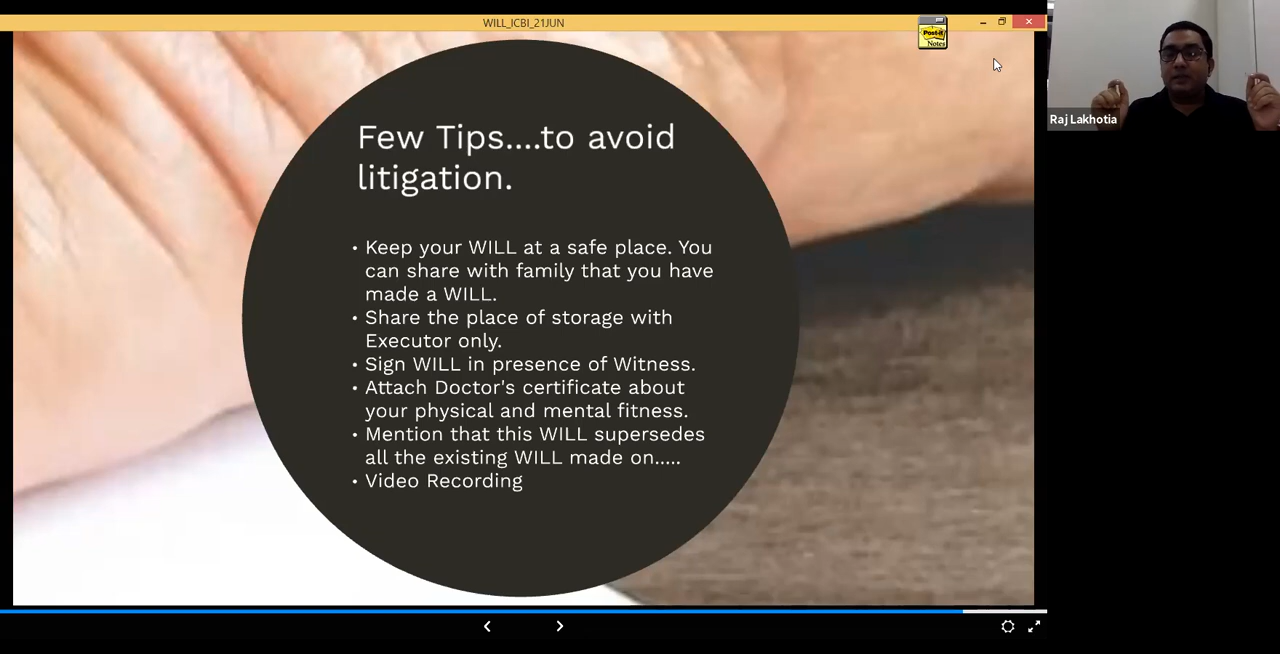 WILL_ICBI_21JUN
Post-it
Notes
Raj Lakhotia
Few Tips....to avoid
litigation.
• Keep your WILL at a safe place. You
can share with family that you have
made a WILL.
• Share the place of storage with
Executor only.
• Sign WILL in presence of Witness.
• Attach Doctor's certificate about
your physical and mental fitness.
• Mention that this WILL supersedes
all the existing WILL made on.....
• Video Recording